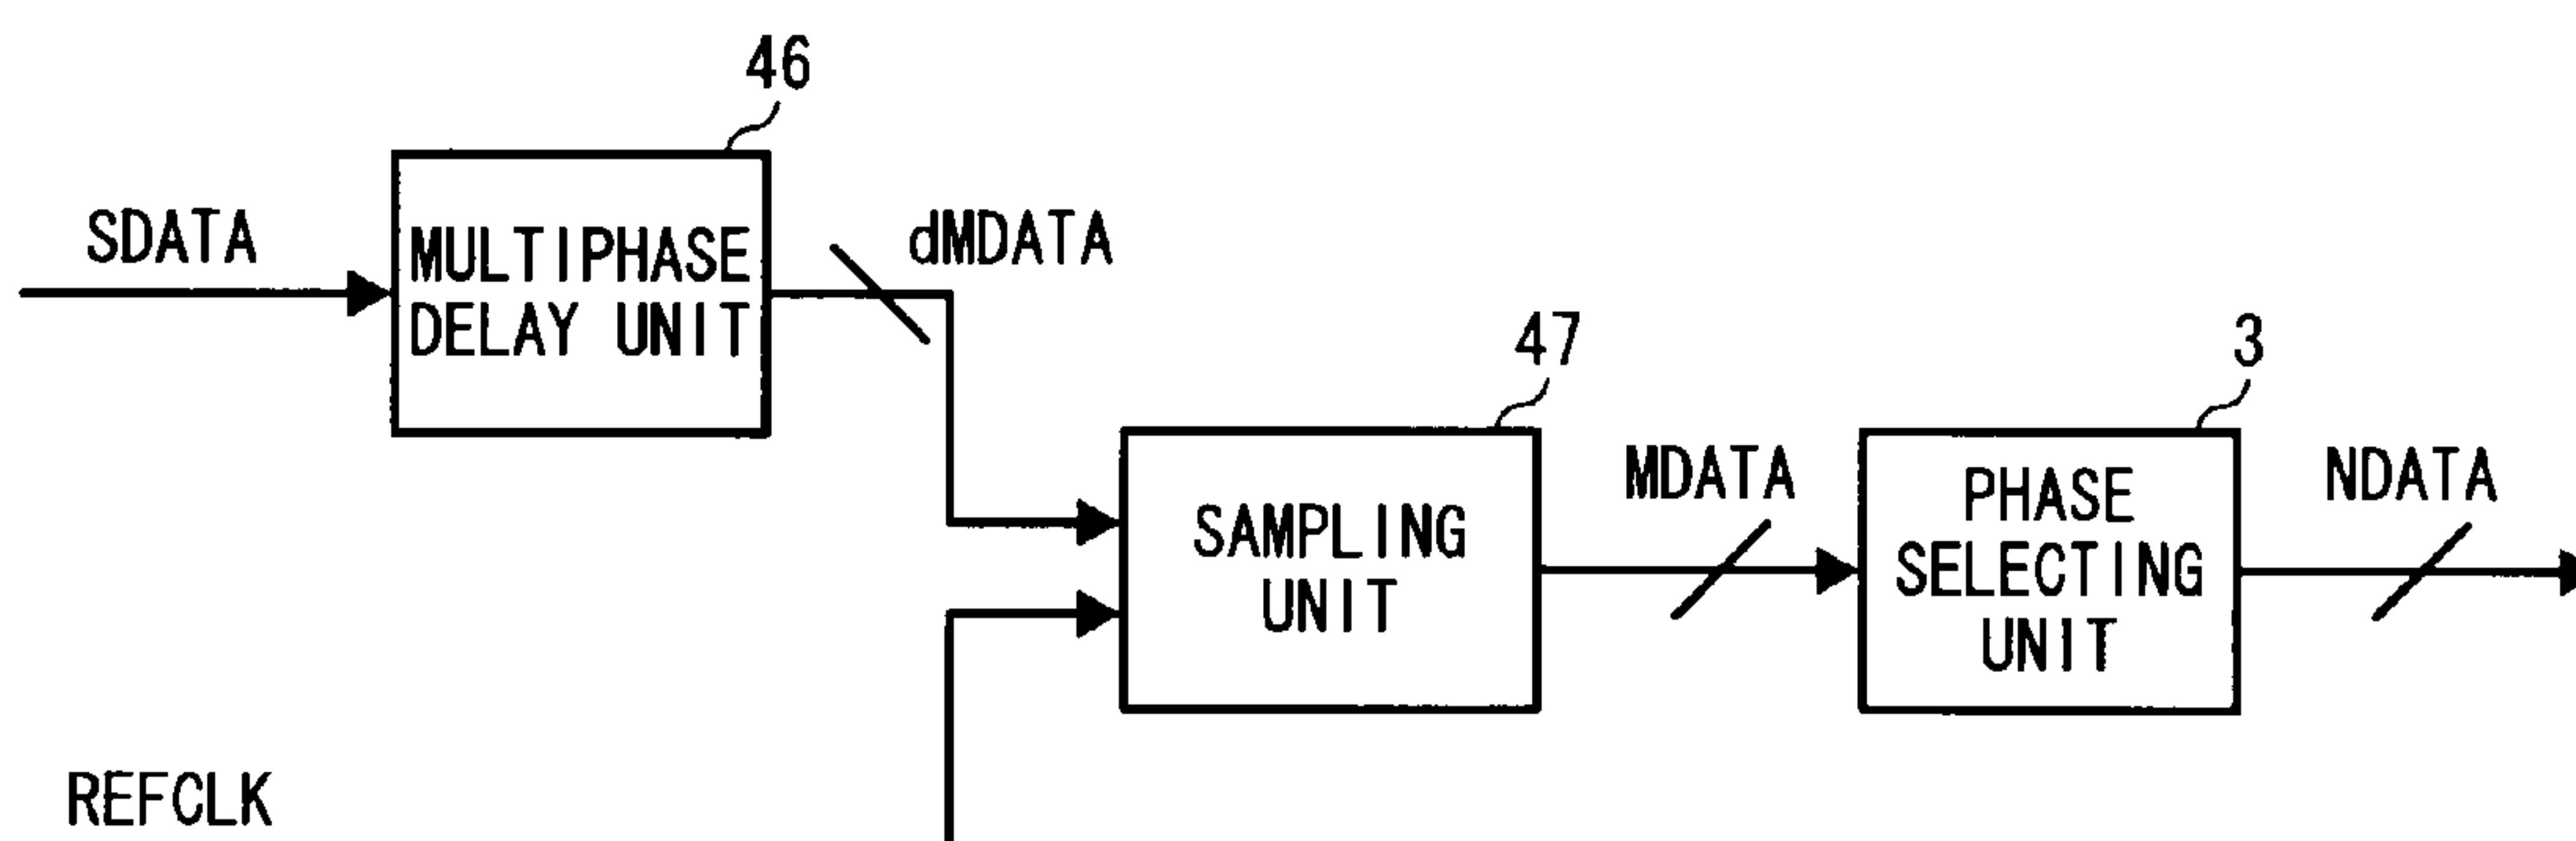 46
SDATA
MULTIPHASE
DELAY UNIT
dMDATA
47
3
SAMPLING
UNIT
MDATA
PHASE
SELECTING
UNIT
NDATA
REFCLK